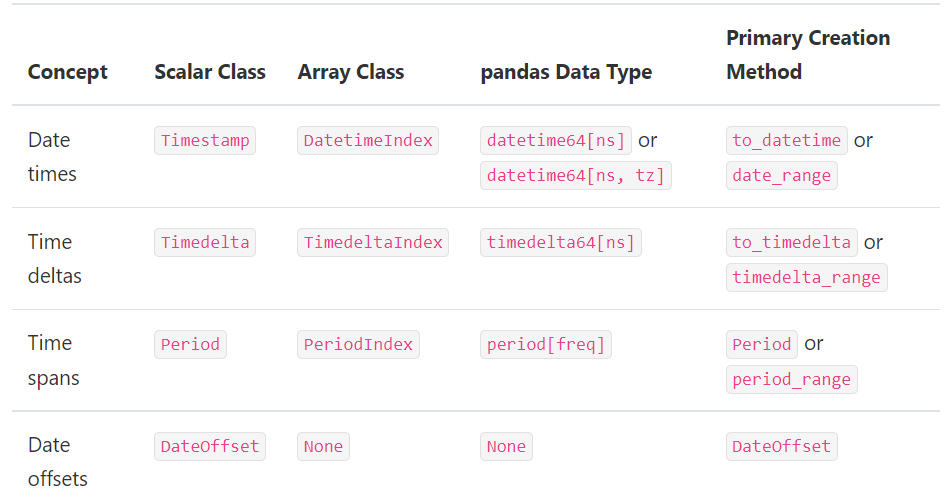 Primary Creation
Concept Scalar Class Array Class pandas Data Type Method
Date Timestamp DatetimeIndex datetime64[ns] or to_datetime or
times datetime64[ns, tz] date_range
Time Timedelta TimedeltaIndex timedelta64[ns] to_timedelta or
deltas timedelta_range
Time Period PeriodIndex period[freq] Period or
spans period_range
Date DateOffset None None DateOffset
offsets